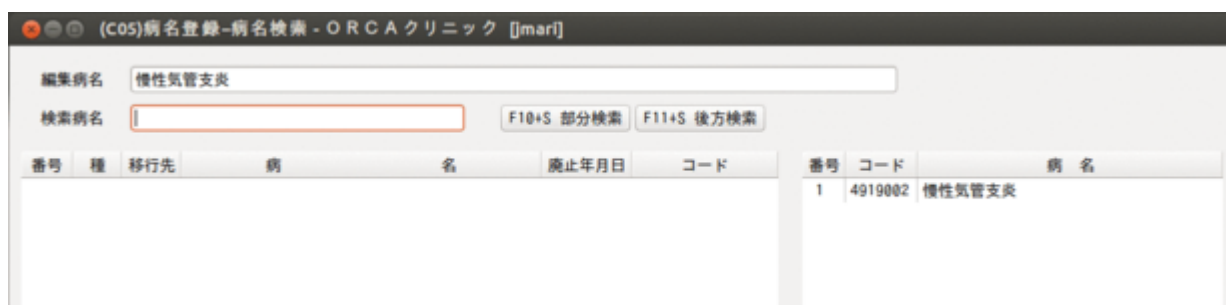 (C05)病名登録–病名検索 - ＯＲＣＡクリニック [jmari]
編集病名 慢性気管支炎
検索病名 F10+S 部分検索 F11+S 後方検索
番号 種 移行先 病 名 廃止年月日 コード 番号 コード 病 名
1 4919002 慢性気管支炎